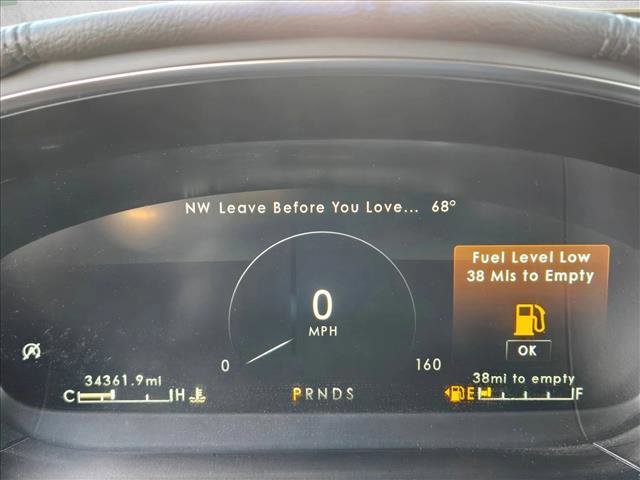 NW Leave Before You Love... 68°
Fuel Level Low
38 MIs to Empty
0
MPH
OK
0
160
34361.9mi
38mi to empty
C H
PRNDS
E F